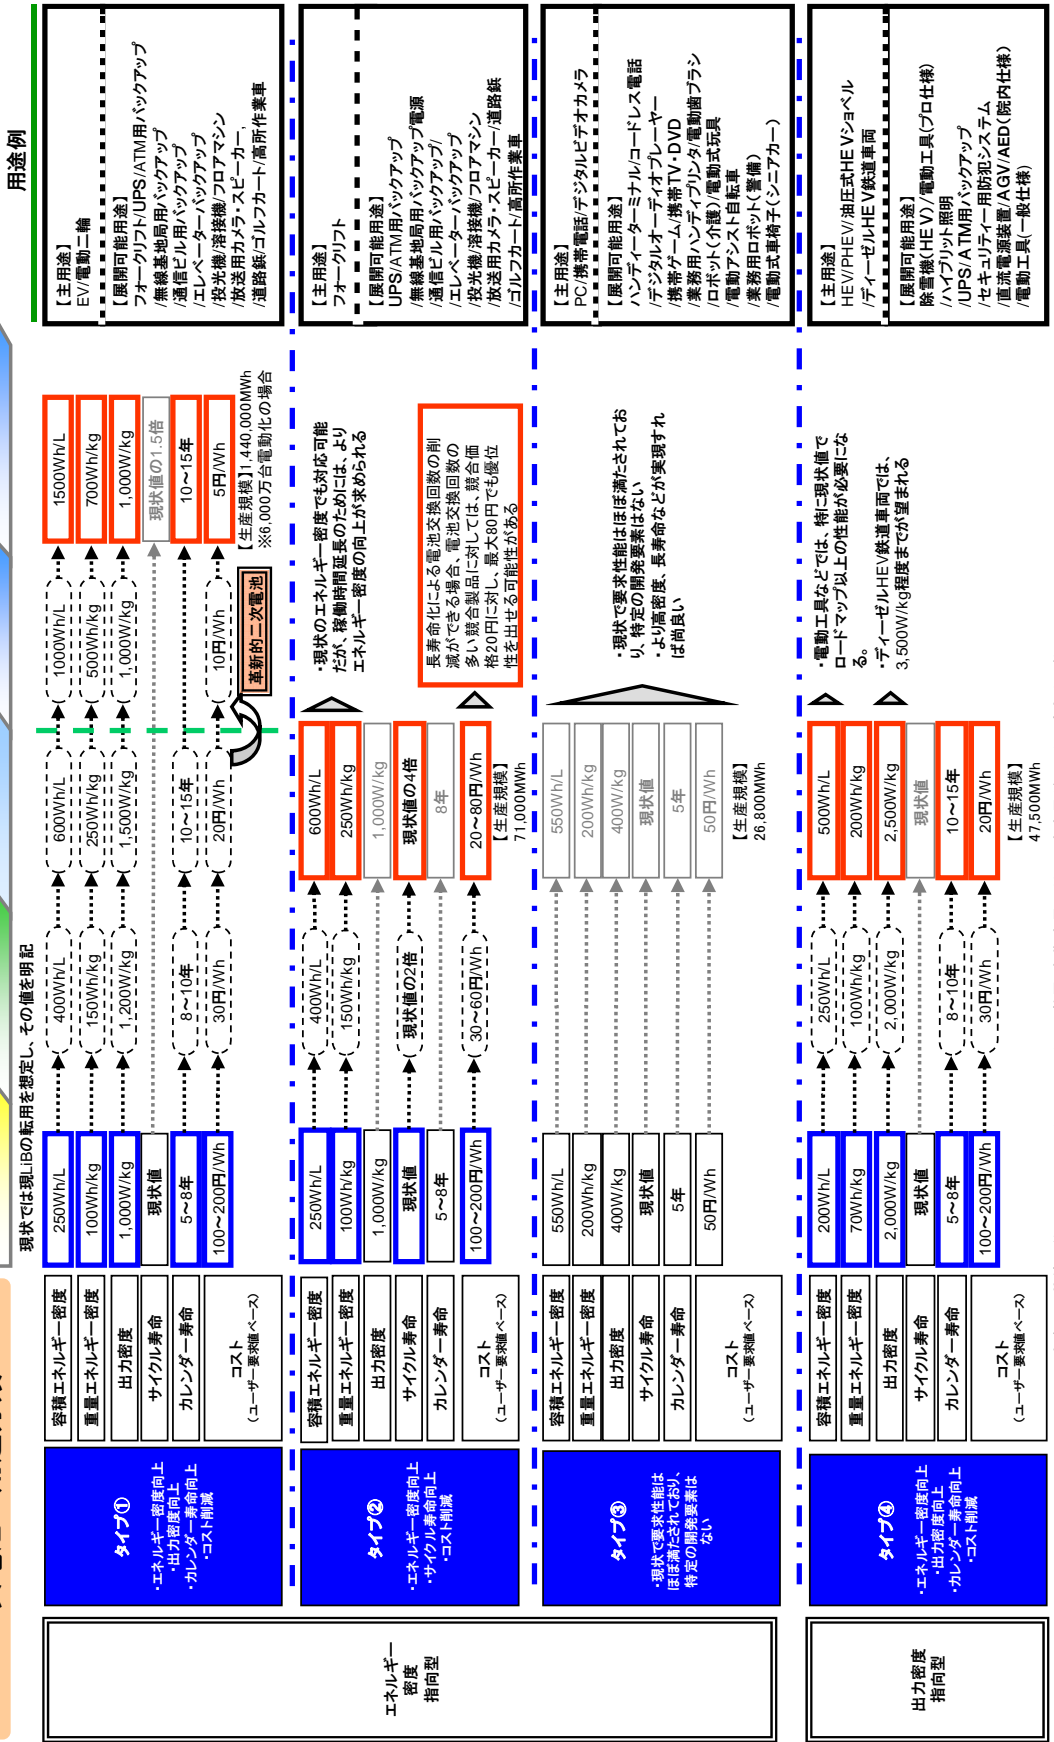 用途例
現状では現LiBの転用を想定し、その値を明記
エネルギー
密度
指向型
タイプ①
・エネルギー密度向上
・出力密度向上
・カレンダー寿命向上
・コスト削減
容積エネルギー密度
250Wh/L
400Wh/L
600Wh/L
1000Wh/L
1500Wh/L
重量エネルギー密度
100Wh/kg
150Wh/kg
250Wh/kg
500Wh/kg
700Wh/kg
出力密度
1,000W/kg
1,200W/kg
1,500W/kg
1,000W/kg
1,000W/kg
サイクル寿命
現状値
現状値の1.5倍
カレンダー寿命
5～8年
8～10年
10～15年
10～15年
コスト
(ユーザー要求値ベース)
100～200円/Wh
30円/Wh
20円/Wh
10円/Wh
5円/Wh
革新的二次電池
【生産規模】1,440,000MWh
※6,000万台電動化の場合
【主用途】
EV/電動二輪
【展開可能用途】
フォークリフト/UPS/ATM用バックアップ
/無線基地局用バックアップ
/通信ビル用バックアップ
/エレベーターバックアップ
/投光機/溶接機/フロアマシン
/放送用カメラ・スピーカー、
/道路鋲/ゴルフカート/高所作業車
タイプ②
・エネルギー密度向上
・サイクル寿命向上
・コスト削減
容積エネルギー密度
250Wh/L
400Wh/L
600Wh/L
重量エネルギー密度
100Wh/kg
150Wh/kg
250Wh/kg
出力密度
1,000W/kg
1,000W/kg
サイクル寿命
現状値
現状値の2倍
現状値の4倍
カレンダー寿命
5～8年
8年
コスト
(ユーザー要求値ベース)
100～200円/Wh
30～60円/Wh
20～80円/Wh
【生産規模】
71,000MWh
・現状のエネルギー密度でも対応可能
だが、稼働時間延長のためには、より
エネルギー密度の向上が求められる
長寿命化による電池交換回数の削
減ができる場合、電池交換回数の
多い競合製品に対しては、競合価
格20円に対し、最大80円でも優位
性を出せる可能性がある
【主用途】
フォークリフト
【展開可能用途】
UPS/ATM用バックアップ
/無線基地局用バックアップ電源
/通信ビル用バックアップ/
/エレベーターバックアップ
/投光機/溶接機/フロアマシン
放送用カメラ・スピーカー/道路鋲
/ゴルフカート/高所作業車
タイプ③
・現状で要求性能は
ほぼ満たされており、
特定の開発要素は
ない
容積エネルギー密度
550Wh/L
550Wh/L
重量エネルギー密度
200Wh/kg
200Wh/kg
出力密度
400W/kg
400W/kg
サイクル寿命
現状値
現状値
カレンダー寿命
5年
5年
コスト
(ユーザー要求値ベース)
50円/Wh
50円/Wh
【生産規模】
26,800MWh
・現状で要求性能はほぼ満たされてお
り、特定の開発要素はない
・より高密度、長寿命などが実現すれ
ば尚良い
【主用途】
PC/携帯電話/デジタルビデオカメラ
【展開可能用途】
ハンディーターミナル/コードレス電話
/デジタルオーディオプレーヤー
/携帯ゲーム/携帯TV・DVD
/業務用ハンディプリンタ/電動歯ブラシ
/ロボット(介護)/電動式玩具
/電動アシスト自転車
/業務用ロボット(警備)
/電動式車椅子(シニアカー)
出力密度
指向型
タイプ④
・エネルギー密度向上
・出力密度向上
・カレンダー寿命向上
・コスト削減
容積エネルギー密度
200Wh/L
250Wh/L
500Wh/L
重量エネルギー密度
70Wh/kg
100Wh/kg
200Wh/kg
出力密度
2,000W/kg
2,000W/kg
2,500W/kg
サイクル寿命
現状値
現状値
カレンダー寿命
5～8年
8～10年
10～15年
コスト
(ユーザー要求値ベース)
100～200円/Wh
30円/Wh
20円/Wh
【生産規模】
47,500MWh
・電動工具などでは、特に現状値で
ロードマップ以上の性能が必要にな
る。
・ディーゼルHEV鉄道車両では、
3,500W/kg程度までが望まれる
【主用途】
HEV/PHEV/油圧式HEVショベル
/ディーゼルHEV鉄道車両
【展開可能用途】
除雪機(HEV)/電動工具(プロ仕様)
/ハイブリット照明
/UPS/ATM用バックアップ
/セキュリティー用防犯システム
/直流電源装置/AGV/AED(院内仕様)
/電動工具(一般仕様)